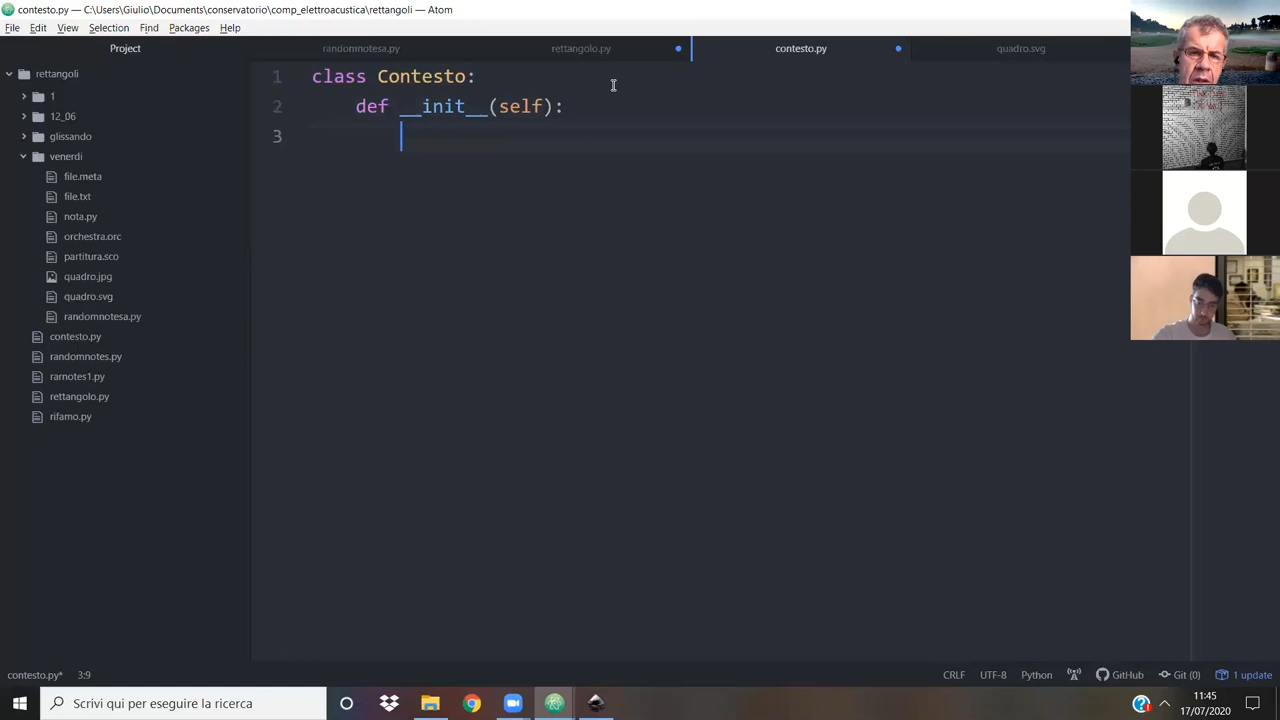 contesto.py — C:\Users\Giulio\Documents\conservatorio\comp_elettroacustica\rettangoli — Atom
File Edit View Selection Find Packages Help
Project
randomnotesa.py rettangolo.py contesto.py quadro.svg
rettangoli
1
12_06
glissando
venerdi
file.meta
file.txt
nota.py
orchestra.orc
partitura.sco
quadro.jpg
quadro.svg
randomnotesa.py
contesto.py
randomnotes.py
rarnotes1.py
rettangolo.py
rifamo.py
1 class Contesto:
2 def __init__(self):
3
contesto.py* 3:9
CRLF UTF-8 Python GitHub Git (0) 1 update
Scrivi qui per eseguire la ricerca
11:45
17/07/2020